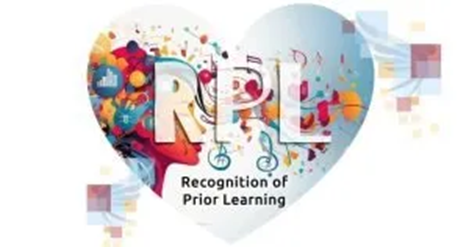 RPL
Recognition of
Prior Learning